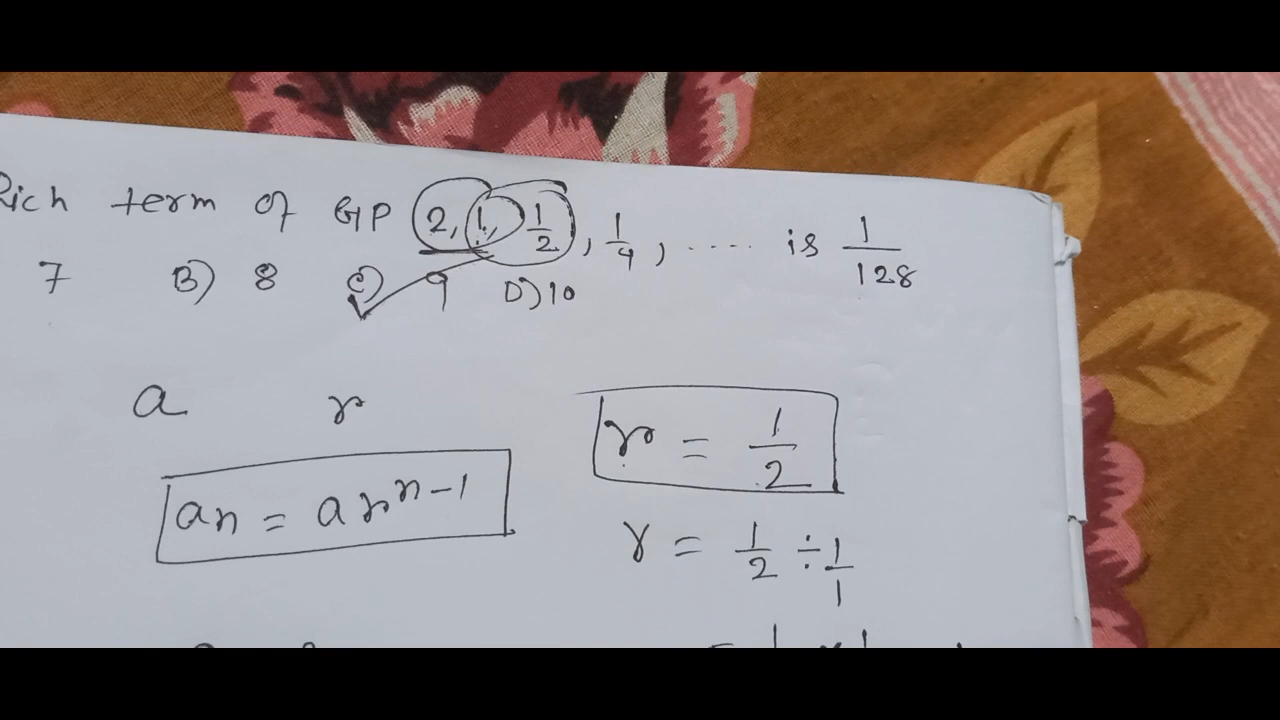 Rich term of GP 2, 1, 1/2, 1/4, ..... is 1/128
7 B) 8 C) 9 D) 10
a r
r = 1/2
an = ar^n-1
r = 1/2 ÷ 1/1